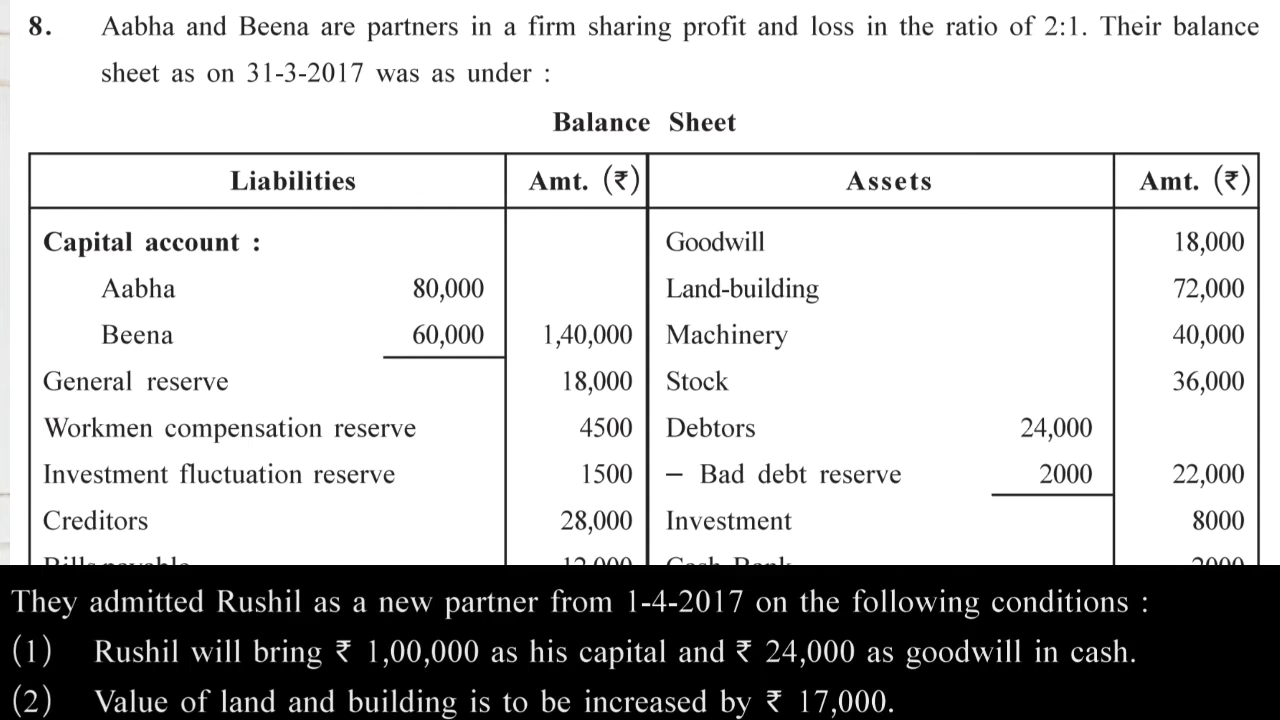 8. Aabha and Beena are partners in a firm sharing profit and loss in the ratio of 2:1. Their balance
sheet as on 31-3-2017 was as under :
Balance Sheet
Liabilities Amt. (₹) Assets Amt. (₹)
Capital account : Goodwill 18,000
Aabha 80,000 Land-building 72,000
Beena 60,000 1,40,000 Machinery 40,000
General reserve 18,000 Stock 36,000
Workmen compensation reserve 4500 Debtors 24,000
Investment fluctuation reserve 1500 – Bad debt reserve 2000 22,000
Creditors 28,000 Investment 8000
They admitted Rushil as a new partner from 1-4-2017 on the following conditions :
(1) Rushil will bring ₹ 1,00,000 as his capital and ₹ 24,000 as goodwill in cash.
(2) Value of land and building is to be increased by ₹ 17,000.